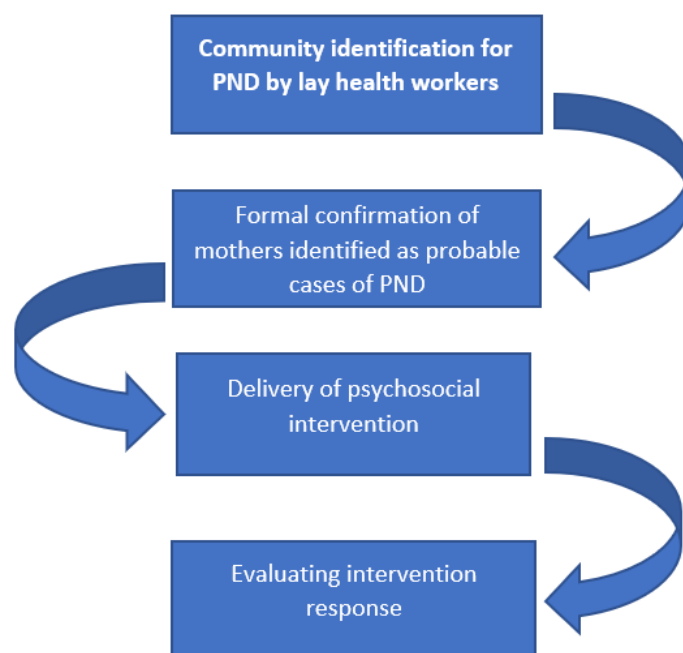 Community identification for
PND by lay health workers
Formal confirmation of
mothers identified as probable
cases of PND
Delivery of psychosocial
intervention
Evaluating intervention
response